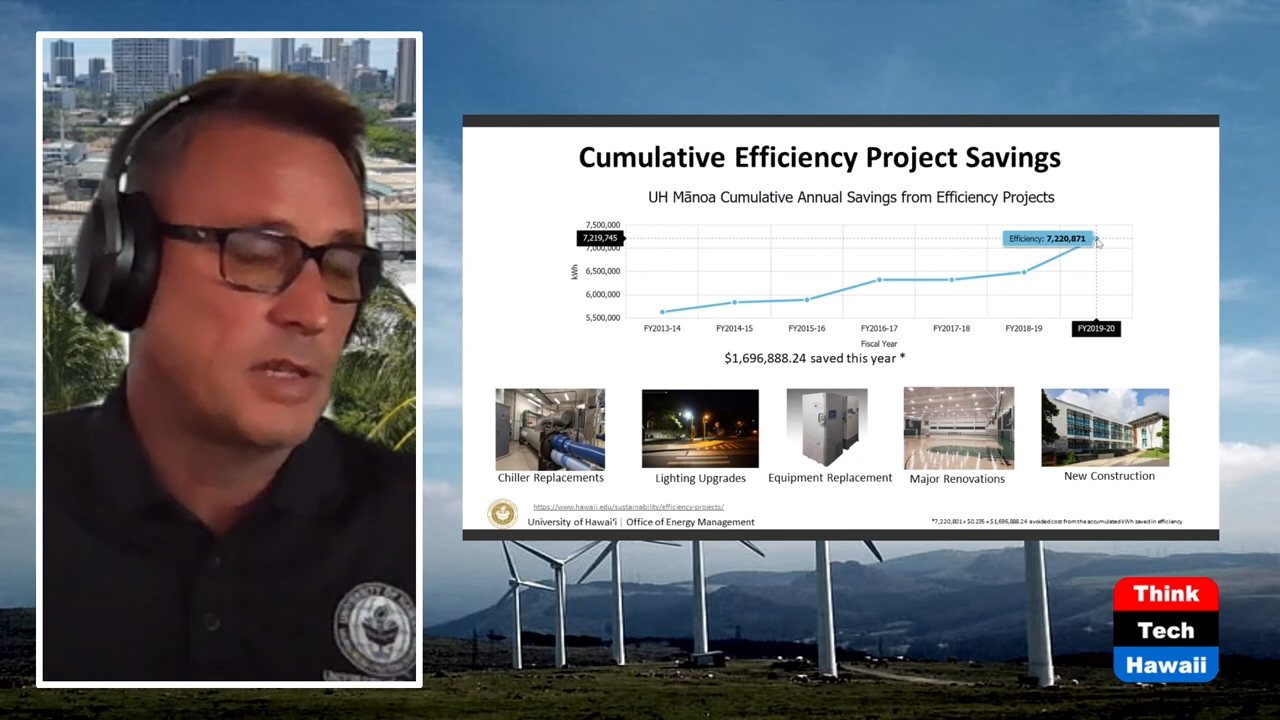 Cumulative Efficiency Project Savings
UH Mānoa Cumulative Annual Savings from Efficiency Projects
7,500,000
7,219,745
7,000,000
6,500,000
6,000,000
5,500,000
kWh
Efficiency: 7,220,871
FY2013-14
FY2014-15
FY2015-16
FY2016-17
FY2017-18
FY2018-19
FY2019-20
Fiscal Year
$1,696,888.24 saved this year *
Chiller Replacements
Lighting Upgrades
Equipment Replacement
Major Renovations
New Construction
https://www.hawaii.edu/sustainability/efficiency-projects/
University of Hawaiʻi | Office of Energy Management
*7,220,801 x $0.235 = $1,696,888.24 avoided cost from the accumulated kWh saved in efficiency
UNIVERSITY OF
Think
Tech
Hawaii